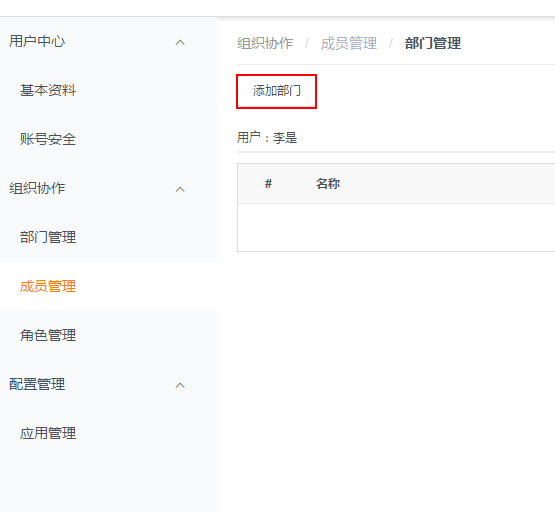 用户中心
基本资料
账号安全
组织协作
部门管理
成员管理
角色管理
配置管理
应用管理
组织协作 / 成员管理 / 部门管理
添加部门
用户：李是
# 名称